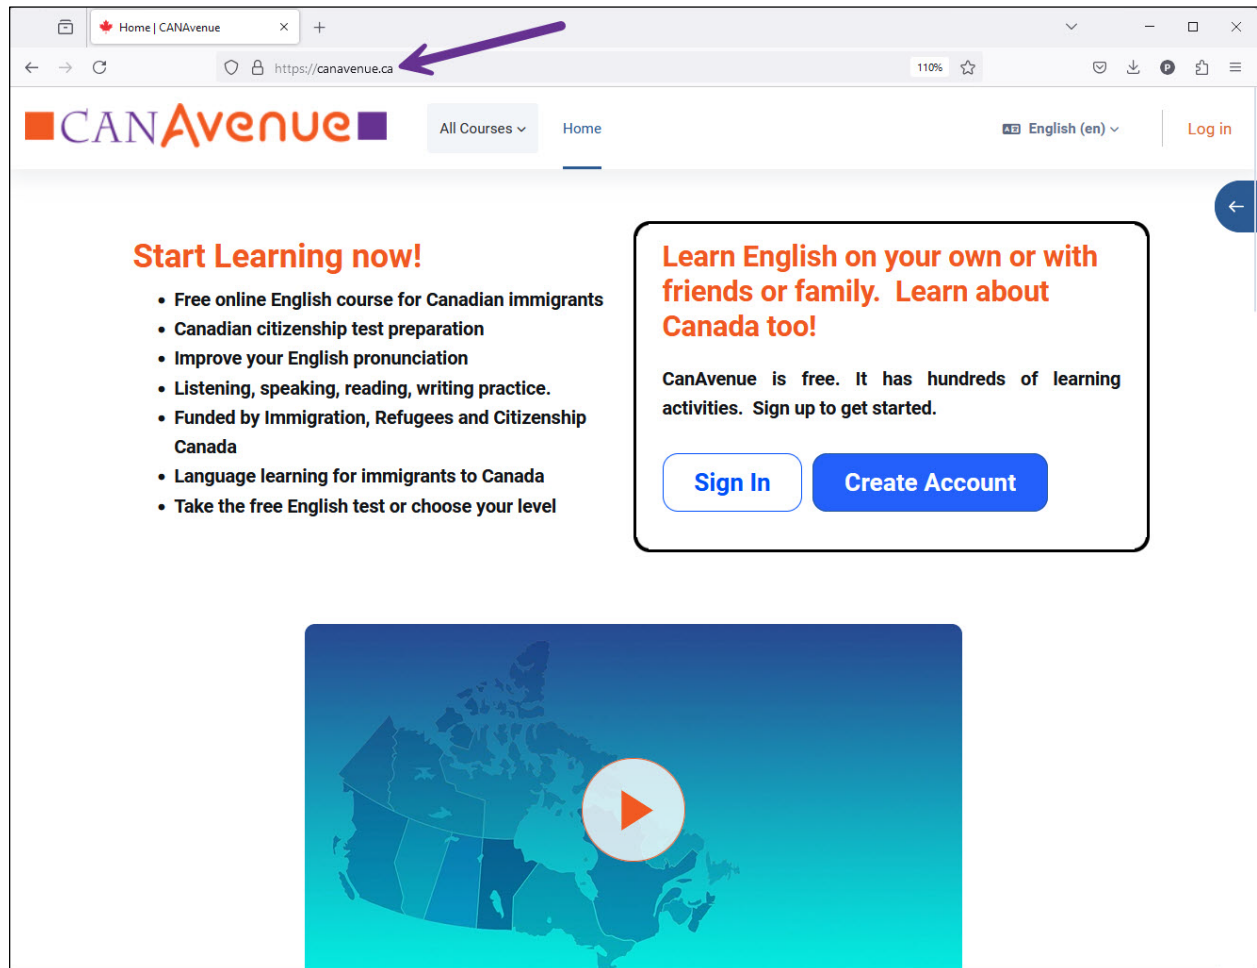 Home | CANAvenue
https://canavenue.ca
110%
P
CANAvenue
All Courses
Home
English (en)
Log in
Start Learning now!
• Free online English course for Canadian immigrants
• Canadian citizenship test preparation
• Improve your English pronunciation
• Listening, speaking, reading, writing practice.
• Funded by Immigration, Refugees and Citizenship
Canada
• Language learning for immigrants to Canada
• Take the free English test or choose your level
Learn English on your own or with
friends or family.  Learn about
Canada too!
CanAvenue is free. It has hundreds of learning
activities.  Sign up to get started.
Sign In
Create Account